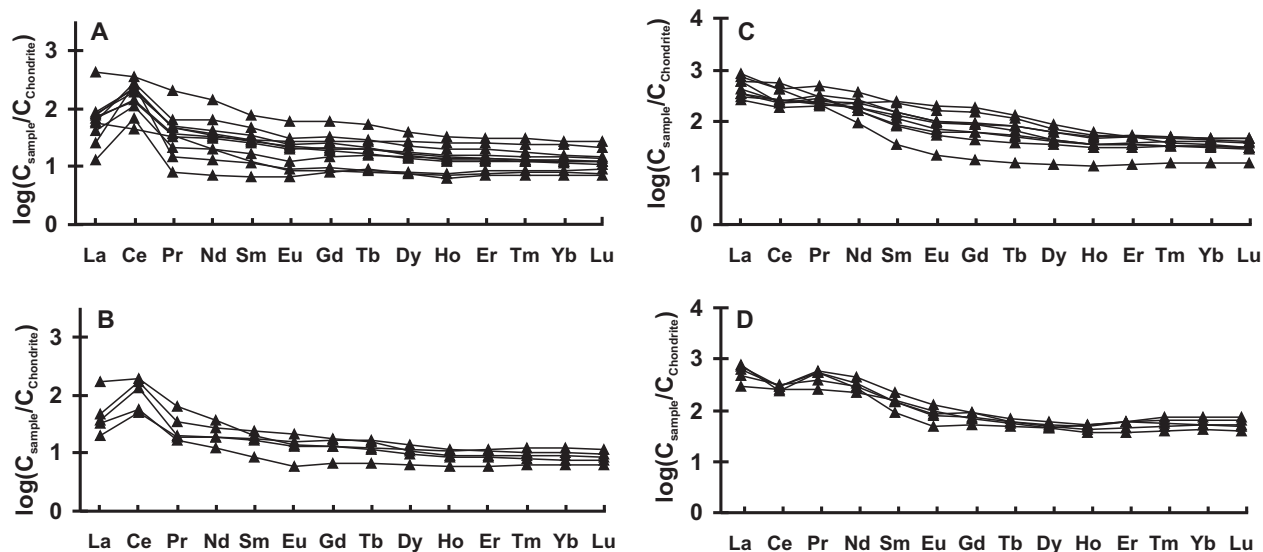 A
log(Csample/CChondrite)
3
2
1
0
La Ce Pr Nd Sm Eu Gd Tb Dy Ho Er Tm Yb Lu
C
log(Csample/CChondrite)
4
3
2
1
0
La Ce Pr Nd Sm Eu Gd Tb Dy Ho Er Tm Yb Lu
B
log(Csample/CChondrite)
3
2
1
0
La Ce Pr Nd Sm Eu Gd Tb Dy Ho Er Tm Yb Lu
D
log(Csample/CChondrite)
4
3
2
1
0
La Ce Pr Nd Sm Eu Gd Tb Dy Ho Er Tm Yb Lu